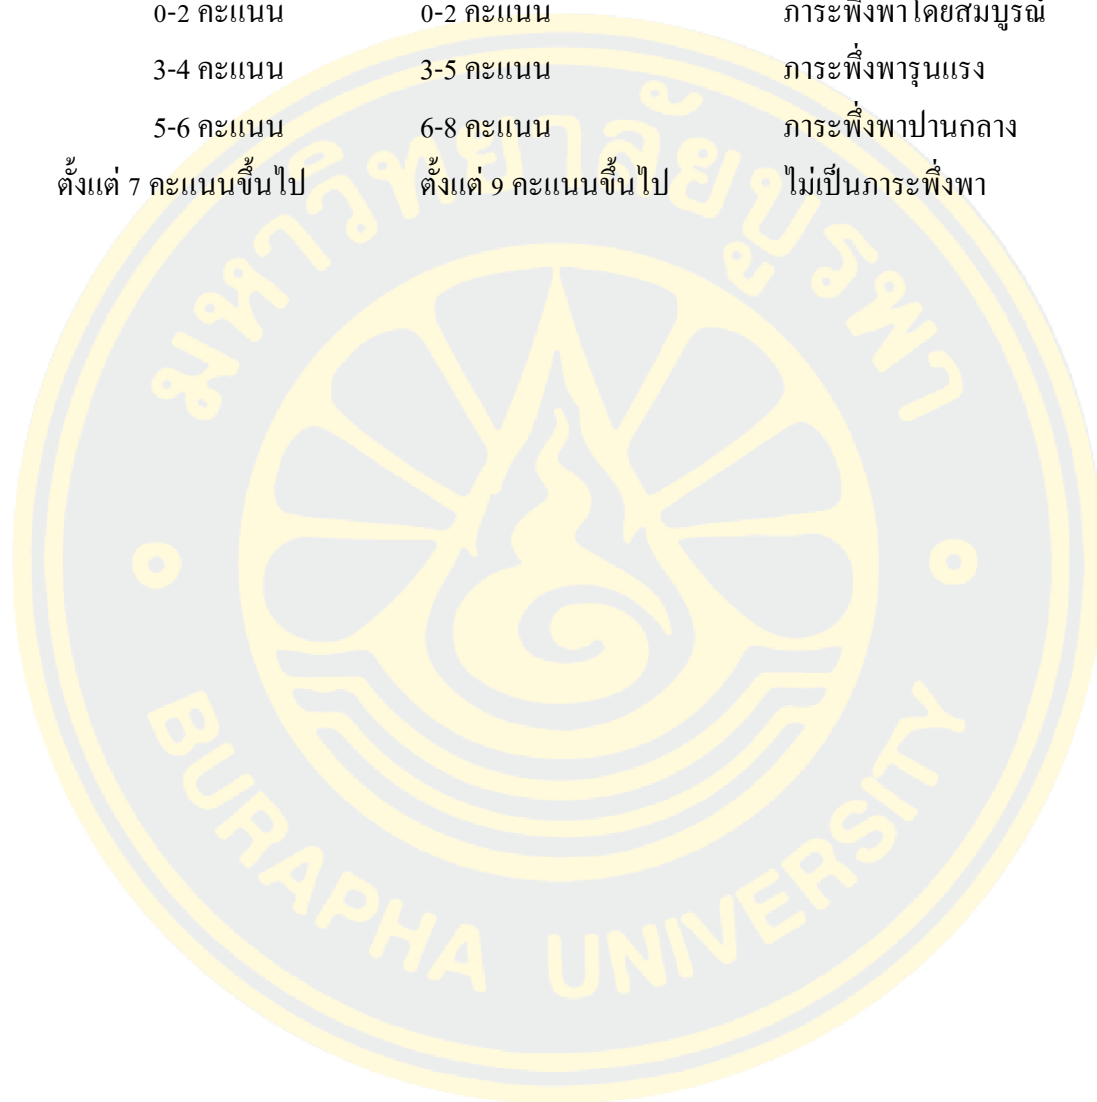 0-2 คะแนน 0-2 คะแนน ภาระพึ่งพาโดยสมบูรณ์
3-4 คะแนน 3-5 คะแนน ภาระพึ่งพารุนแรง
5-6 คะแนน 6-8 คะแนน ภาระพึ่งพาปานกลาง
ตั้งแต่ 7 คะแนนขึ้นไป ตั้งแต่ 9 คะแนนขึ้นไป ไม่เป็นภาระพึ่งพา
มหาวิทยาลัยบูรพา
BURAPHA UNIVERSITY